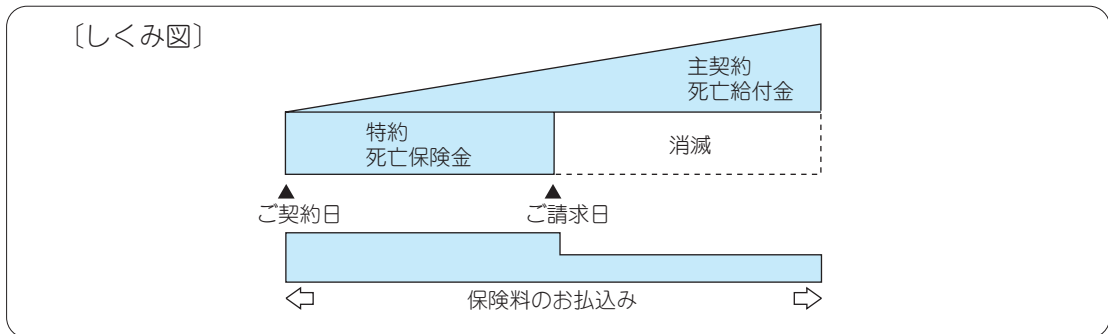 〔しくみ図〕
主契約
死亡給付金
特約
死亡保険金
消滅
▲
▲
ご契約日
ご請求日
保険料のお払込み